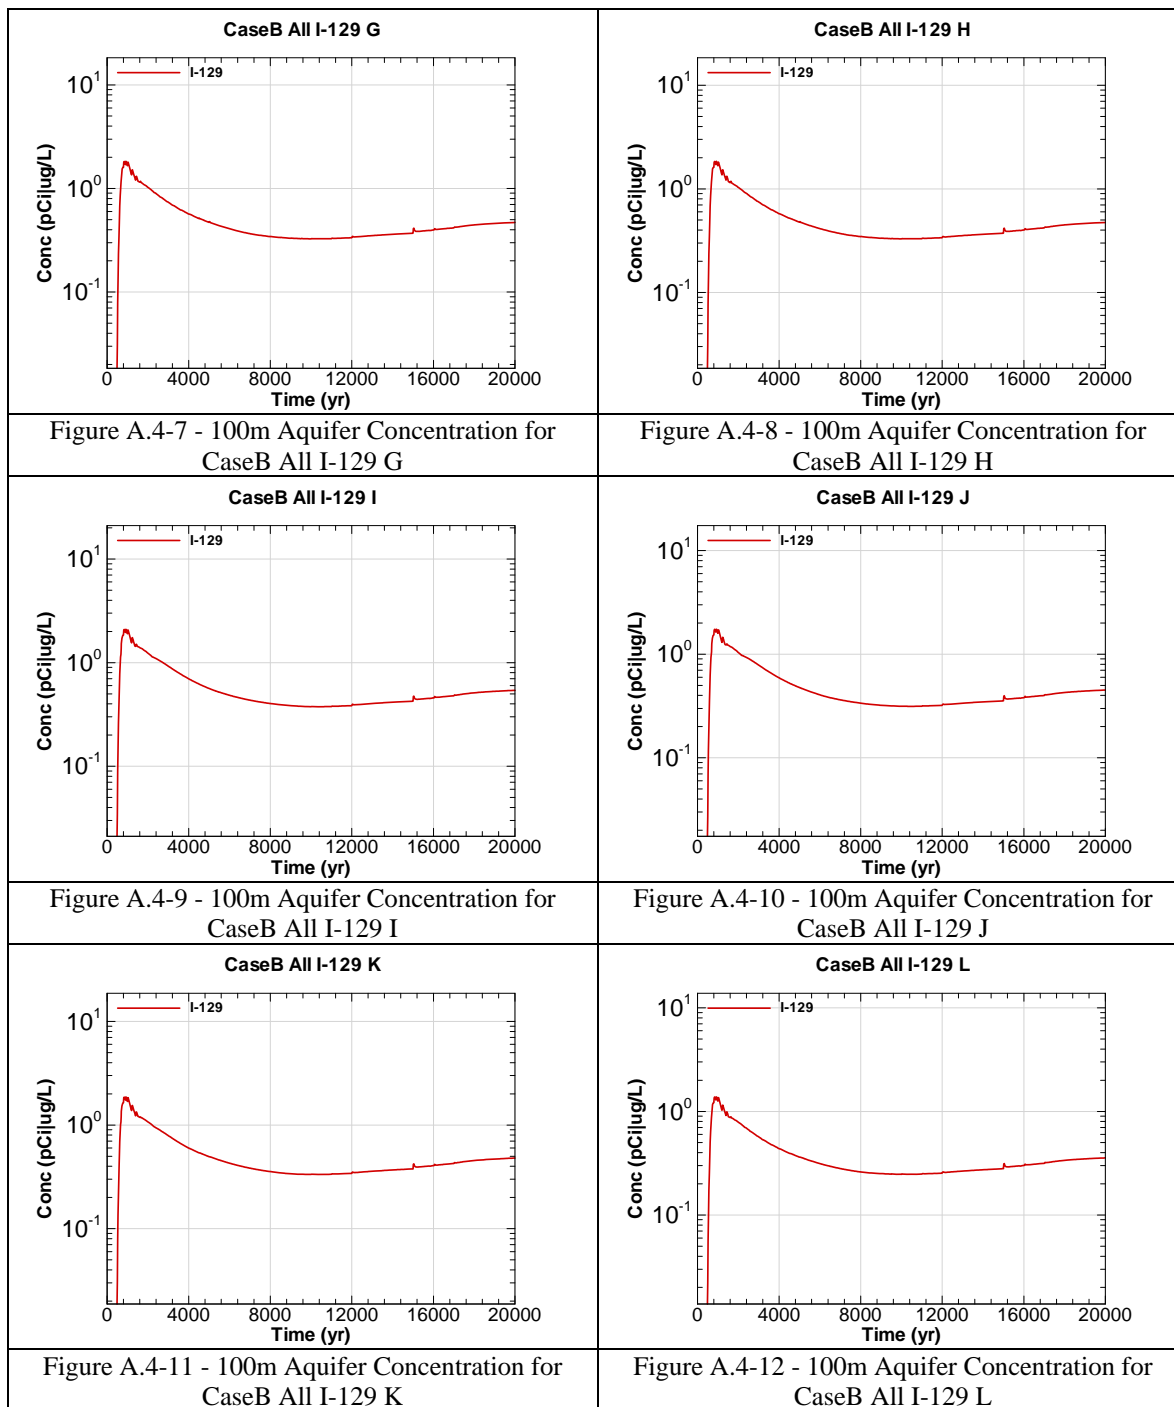 CaseB All I-129 G
I-129
Conc (pCi|ug/L)
10^1
10^0
10^-1
0 4000 8000 12000 16000 20000
Time (yr)
Figure A.4-7 - 100m Aquifer Concentration for
CaseB All I-129 G
CaseB All I-129 H
I-129
Conc (pCi|ug/L)
10^1
10^0
10^-1
0 4000 8000 12000 16000 20000
Time (yr)
Figure A.4-8 - 100m Aquifer Concentration for
CaseB All I-129 H
CaseB All I-129 I
I-129
Conc (pCi|ug/L)
10^1
10^0
10^-1
0 4000 8000 12000 16000 20000
Time (yr)
Figure A.4-9 - 100m Aquifer Concentration for
CaseB All I-129 I
CaseB All I-129 J
I-129
Conc (pCi|ug/L)
10^1
10^0
10^-1
0 4000 8000 12000 16000 20000
Time (yr)
Figure A.4-10 - 100m Aquifer Concentration for
CaseB All I-129 J
CaseB All I-129 K
I-129
Conc (pCi|ug/L)
10^1
10^0
10^-1
0 4000 8000 12000 16000 20000
Time (yr)
Figure A.4-11 - 100m Aquifer Concentration for
CaseB All I-129 K
CaseB All I-129 L
I-129
Conc (pCi|ug/L)
10^1
10^0
10^-1
0 4000 8000 12000 16000 20000
Time (yr)
Figure A.4-12 - 100m Aquifer Concentration for
CaseB All I-129 L